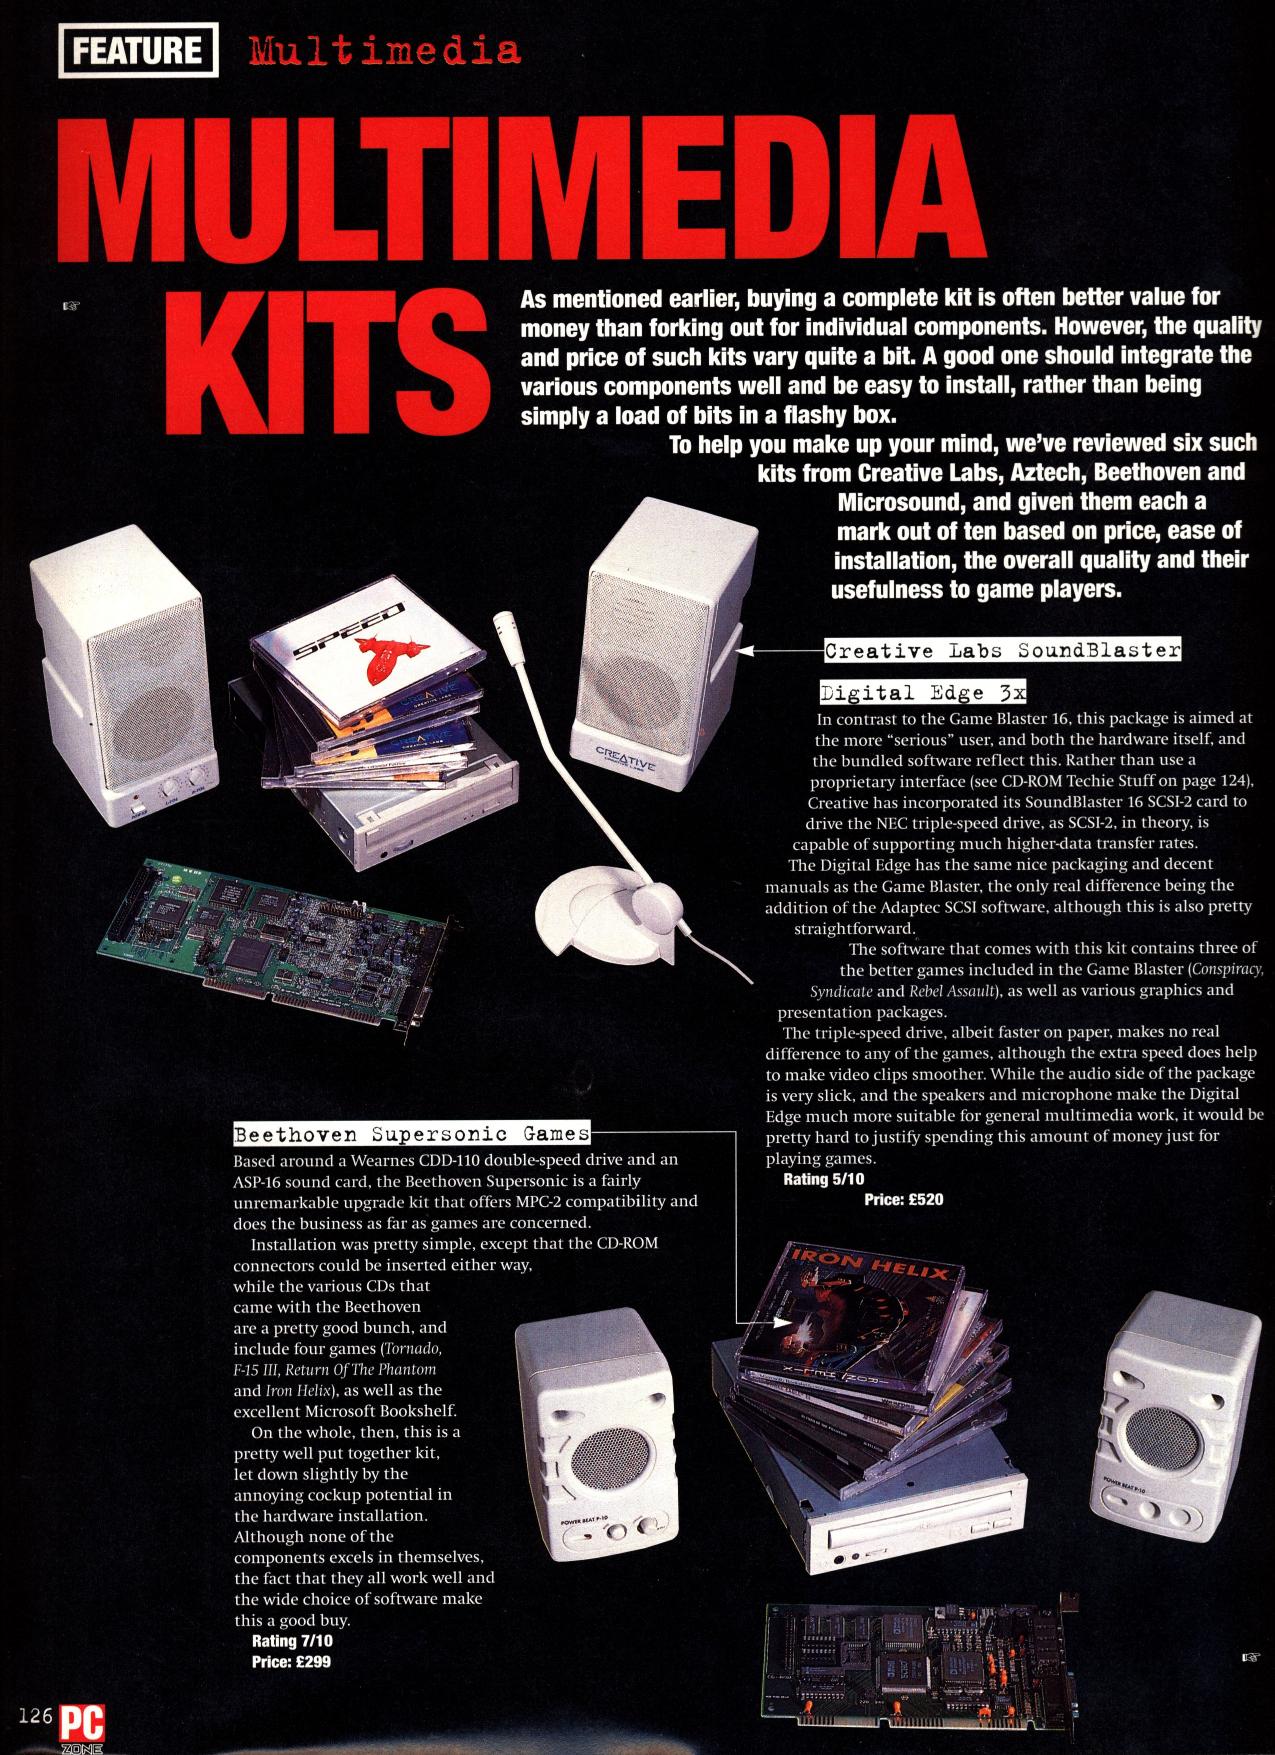 FEATURE Multimedia
MULTIMEDIA
KITS
As mentioned earlier, buying a complete kit is often better value for
money than forking out for individual components. However, the quality
and price of such kits vary quite a bit. A good one should integrate the
various components well and be easy to install, rather than being
simply a load of bits in a flashy box.
To help you make up your mind, we've reviewed six such
kits from Creative Labs, Aztech, Beethoven and
Microsound, and given them each a
mark out of ten based on price, ease of
installation, the overall quality and their
usefulness to game players.
SPEED
CREATIVE
CREATIVE LABS
CREATIVE
CREATIVE LABS
CREATIVE
CREATIVE LABS
Creative Labs SoundBlaster
Digital Edge 3x
In contrast to the Game Blaster 16, this package is aimed at
the more “serious” user, and both the hardware itself, and
the bundled software reflect this. Rather than use a
proprietary interface (see CD-ROM Techie Stuff on page 124),
Creative has incorporated its SoundBlaster 16 SCSI-2 card to
drive the NEC triple-speed drive, as SCSI-2, in theory, is
capable of supporting much higher-data transfer rates.
The Digital Edge has the same nice packaging and decent
manuals as the Game Blaster, the only real difference being the
addition of the Adaptec SCSI software, although this is also pretty
straightforward.
The software that comes with this kit contains three of
the better games included in the Game Blaster (Conspiracy,
Syndicate and Rebel Assault), as well as various graphics and
presentation packages.
The triple-speed drive, albeit faster on paper, makes no real
difference to any of the games, although the extra speed does help
to make video clips smoother. While the audio side of the package
is very slick, and the speakers and microphone make the Digital
Edge much more suitable for general multimedia work, it would be
pretty hard to justify spending this amount of money just for
playing games.
Rating 5/10
Price: £520
Beethoven Supersonic Games
Based around a Wearnes CDD-110 double-speed drive and an
ASP-16 sound card, the Beethoven Supersonic is a fairly
unremarkable upgrade kit that offers MPC-2 compatibility and
does the business as far as games are concerned.
Installation was pretty simple, except that the CD-ROM
connectors could be inserted either way,
while the various CDs that
came with the Beethoven
are a pretty good bunch, and
include four games (Tornado,
F-15 III, Return Of The Phantom
and Iron Helix), as well as the
excellent Microsoft Bookshelf.
On the whole, then, this is a
pretty well put together kit,
let down slightly by the
annoying cockup potential in
the hardware installation.
Although none of the
components excels in themselves,
the fact that they all work well and
the wide choice of software make
this a good buy.
Rating 7/10
Price: £299
IRON HELIX
IRON HELIX
POWER BEAT P-10
POWER BEAT P-10
126 PC
ZONE